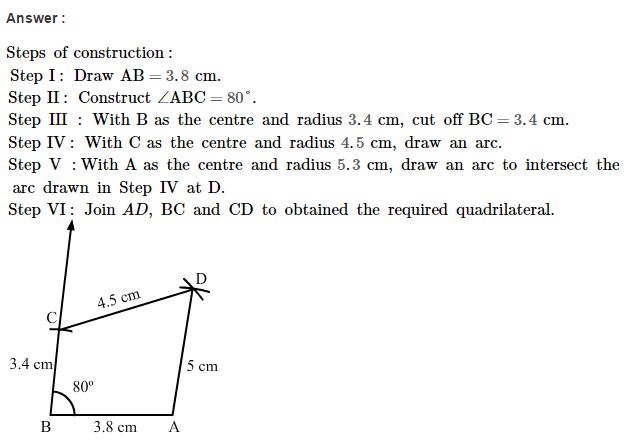 Answer :
Steps of construction :
Step I : Draw AB = 3.8 cm.
Step II : Construct ∠ABC = 80°.
Step III : With B as the centre and radius 3.4 cm, cut off BC = 3.4 cm.
Step IV : With C as the centre and radius 4.5 cm, draw an arc.
Step V : With A as the centre and radius 5.3 cm, draw an arc to intersect the
arc drawn in Step IV at D.
Step VI : Join AD, BC and CD to obtained the required quadrilateral.
D
4.5 cm
C
3.4 cm
5 cm
80°
B
3.8 cm
A